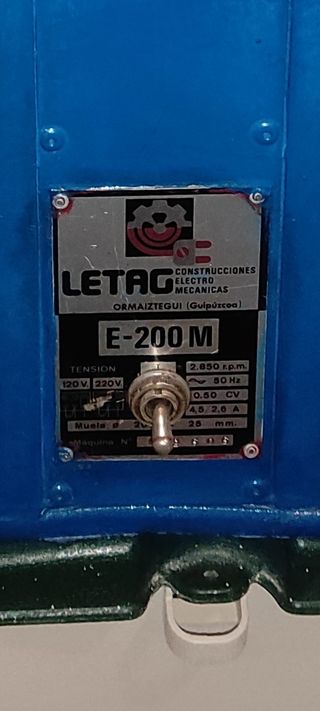 LETAG CONSTRUCCIONES
ELECTRO
MECANICAS
ORMAIZTEGUI (Guipúzcoa)
E-200 M
TENSION
120 V. 220 V.
2.850 r.p.m.
50 Hz
0.50 CV
4,5/2,6 A
Muela ø 25 mm.
Máquina Nº